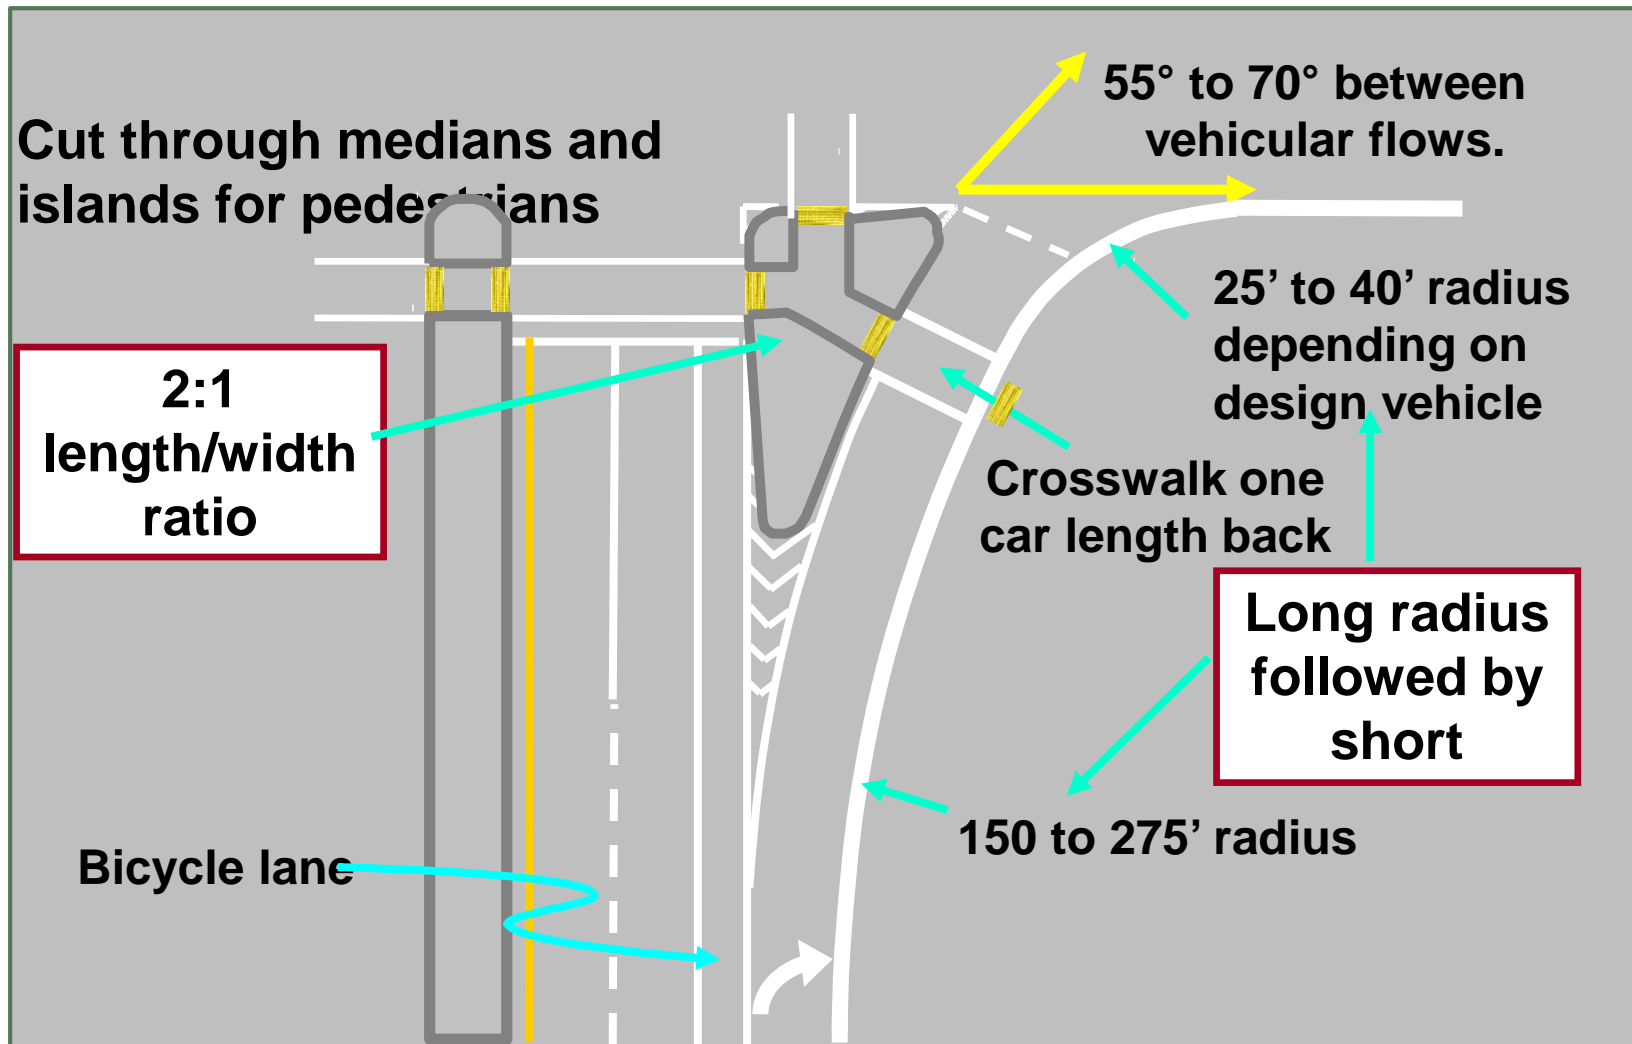 Cut through medians and
islands for pedestrians
55° to 70° between
vehicular flows.
25’ to 40’ radius
depending on
design vehicle
2:1
length/width
ratio
Crosswalk one
car length back
Long radius
followed by
short
150 to 275’ radius
Bicycle lane